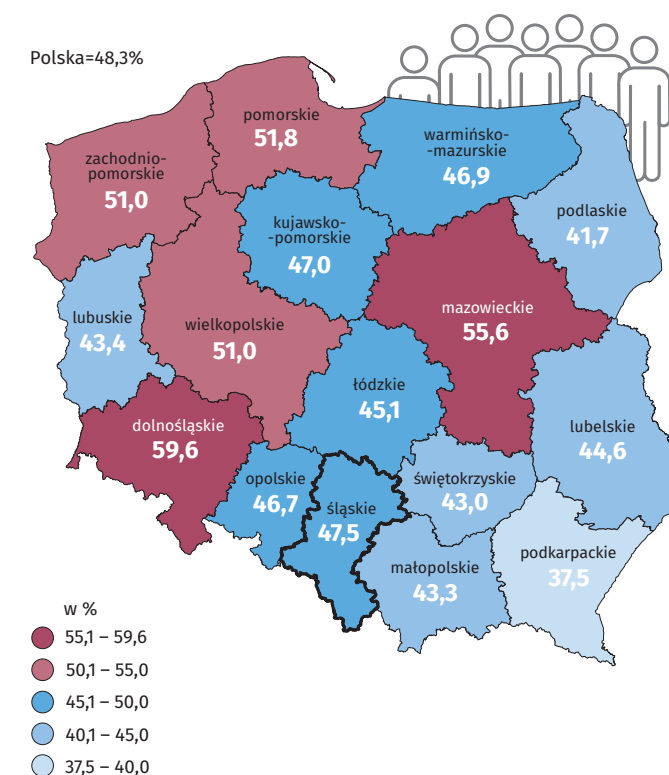 Polska=48,3%
pomorskie
51,8
zachodnio-
pomorskie
51,0
warmińsko-
-mazurskie
46,9
podlaskie
41,7
kujawsko-
-pomorskie
47,0
lubuskie
43,4
wielkopolskie
51,0
mazowieckie
55,6
łódzkie
45,1
dolnośląskie
59,6
lubelskie
44,6
opolskie
46,7
śląskie
47,5
świętokrzyskie
43,0
małopolskie
43,3
podkarpackie
37,5
w %
55,1 – 59,6
50,1 – 55,0
45,1 – 50,0
40,1 – 45,0
37,5 – 40,0